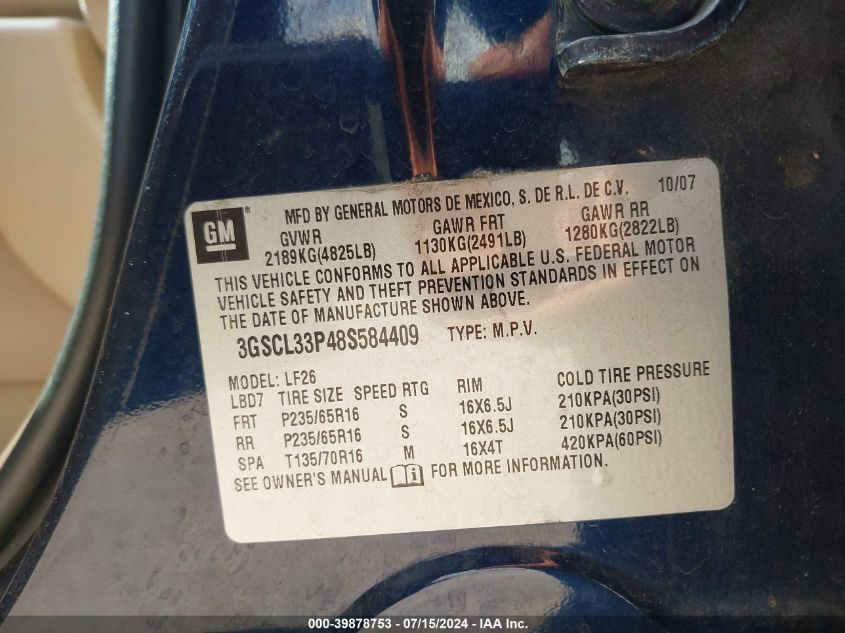 GM® MFD BY GENERAL MOTORS DE MEXICO, S. DE R.L. DE C.V. 10/07
GVWR GAWR FRT GAWR RR
2189KG(4825LB) 1130KG(2491LB) 1280KG(2822LB)
THIS VEHICLE CONFORMS TO ALL APPLICABLE U.S. FEDERAL MOTOR
VEHICLE SAFETY AND THEFT PREVENTION STANDARDS IN EFFECT ON
THE DATE OF MANUFACTURE SHOWN ABOVE.
3GSCL33P48S584409 TYPE: M.P.V.
MODEL: LF26
LBD7 TIRE SIZE SPEED RTG RIM COLD TIRE PRESSURE
FRT P235/65R16 S 16X6.5J 210KPA(30PSI)
RR P235/65R16 S 16X6.5J 210KPA(30PSI)
SPA T135/70R16 M 16X4T 420KPA(60PSI)
SEE OWNER'S MANUAL i FOR MORE INFORMATION.
000-39878753 - 07/15/2024 - IAA Inc.